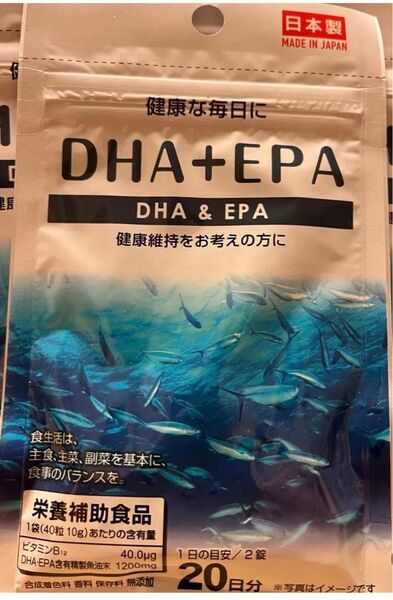 日本製
MADE IN JAPAN
健康な毎日に
DHA+EPA
DHA & EPA
健康維持をお考えの方に
食生活は、
主食、主菜、副菜を基本に、
食事のバランスを。
栄養補助食品
1袋(40粒 10g)あたりの含有量
ビタミンB12 40.0μg
DHA・EPA含有精製魚油末 1200mg
合成着色料 香料 保存料 無添加
1日の目安/2錠
20日分
※写真はイメージです